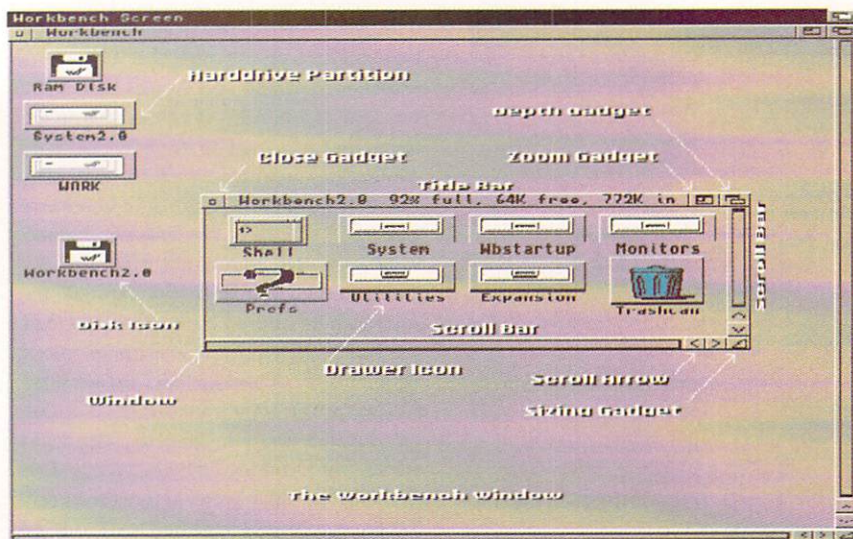 Workbench Screen
Workbench
Ram Disk
Harddrive Partition
System2.0
Depth Gadget
WORK
Close Gadget
Zoom Gadget
Title Bar
Workbench2.0 92% full, 64K free, 772K in
Shell
System
Wbstartup
Monitors
Scroll Bar
Workbench2.0
Prefs
Utilities
Expansion
Trashcan
Disk Icon
Scroll Bar
Drawer Icon
Scroll Arrow
Window
Sizing Gadget
The Workbench Window